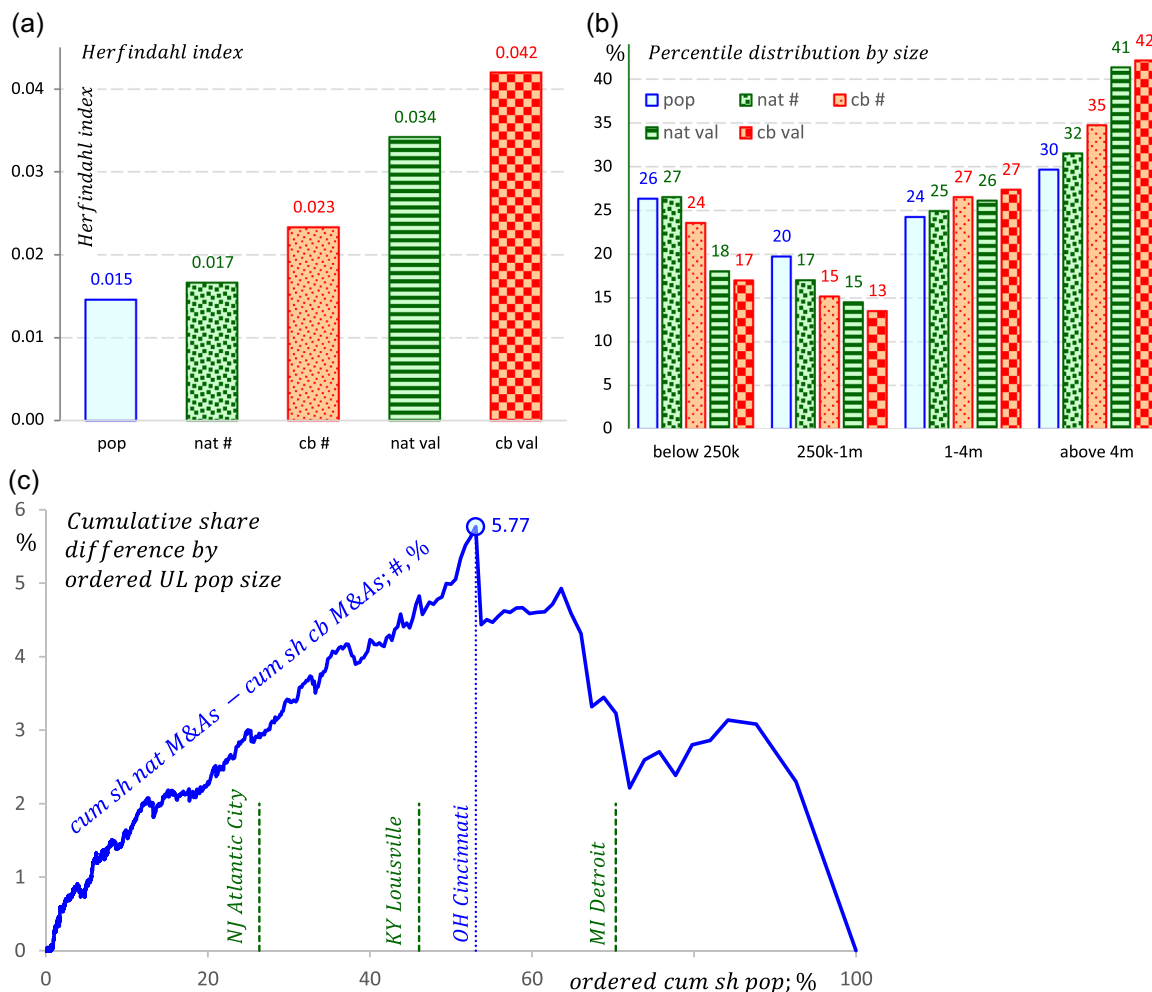 (a)
Herfindahl index
Herfindahl index
0.04
0.03
0.02
0.01
0.00
0.015
0.017
0.023
0.034
0.042
pop
nat #
cb #
nat val
cb val
(b)
%
Percentile distribution by size
pop
nat #
cb #
nat val
cb val
40
35
30
25
20
15
10
5
0
26
27
24
18
17
20
17
15
15
13
24
25
27
26
27
30
32
35
41
42
below 250k
250k-1m
1-4m
above 4m
(c)
6
%
5
4
3
2
1
0
Cumulative share
difference by
ordered UL pop size
cum sh nat M&As − cum sh cb M&As; #, %
5.77
NJ Atlantic City
KY Louisville
OH Cincinnati
MI Detroit
0
20
40
60
100
ordered cum sh pop; %